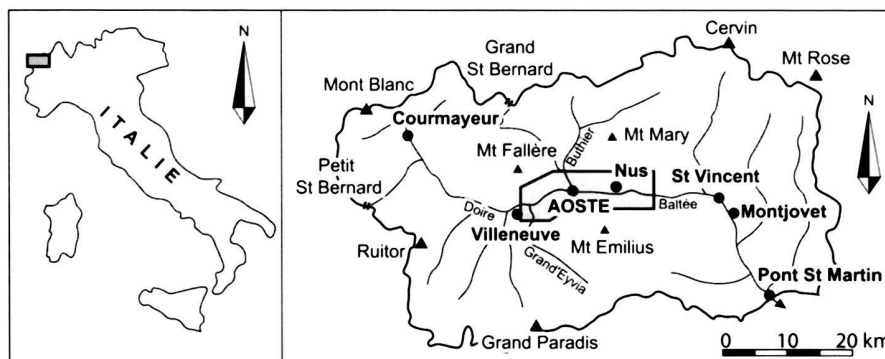 N
ITALIE
Cervin
Grand
St Bernard
Mt Rose
Mont Blanc
N
Courmayeur
Mt Mary
Buthier
Mt Fallère
Petit
St Bernard
Nus
St Vincent
AOSTE
Baltée
Doire
Montjovet
Villeneuve
Mt Emilius
Ruitor
Grand'Eyvia
Pont St Martin
Grand Paradis
0 10 20 km